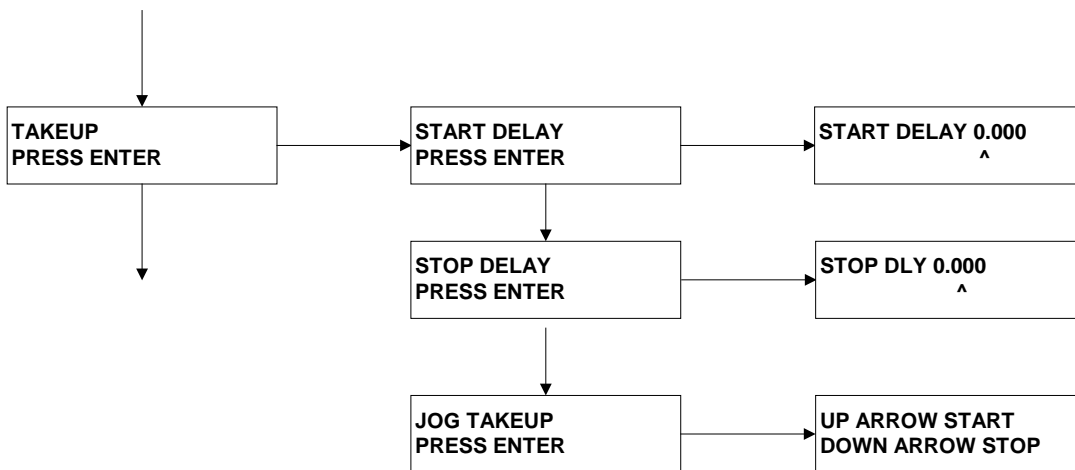 TAKEUP
PRESS ENTER
START DELAY
PRESS ENTER
START DELAY 0.000
^
STOP DELAY
PRESS ENTER
STOP DLY 0.000
^
JOG TAKEUP
PRESS ENTER
UP ARROW START
DOWN ARROW STOP